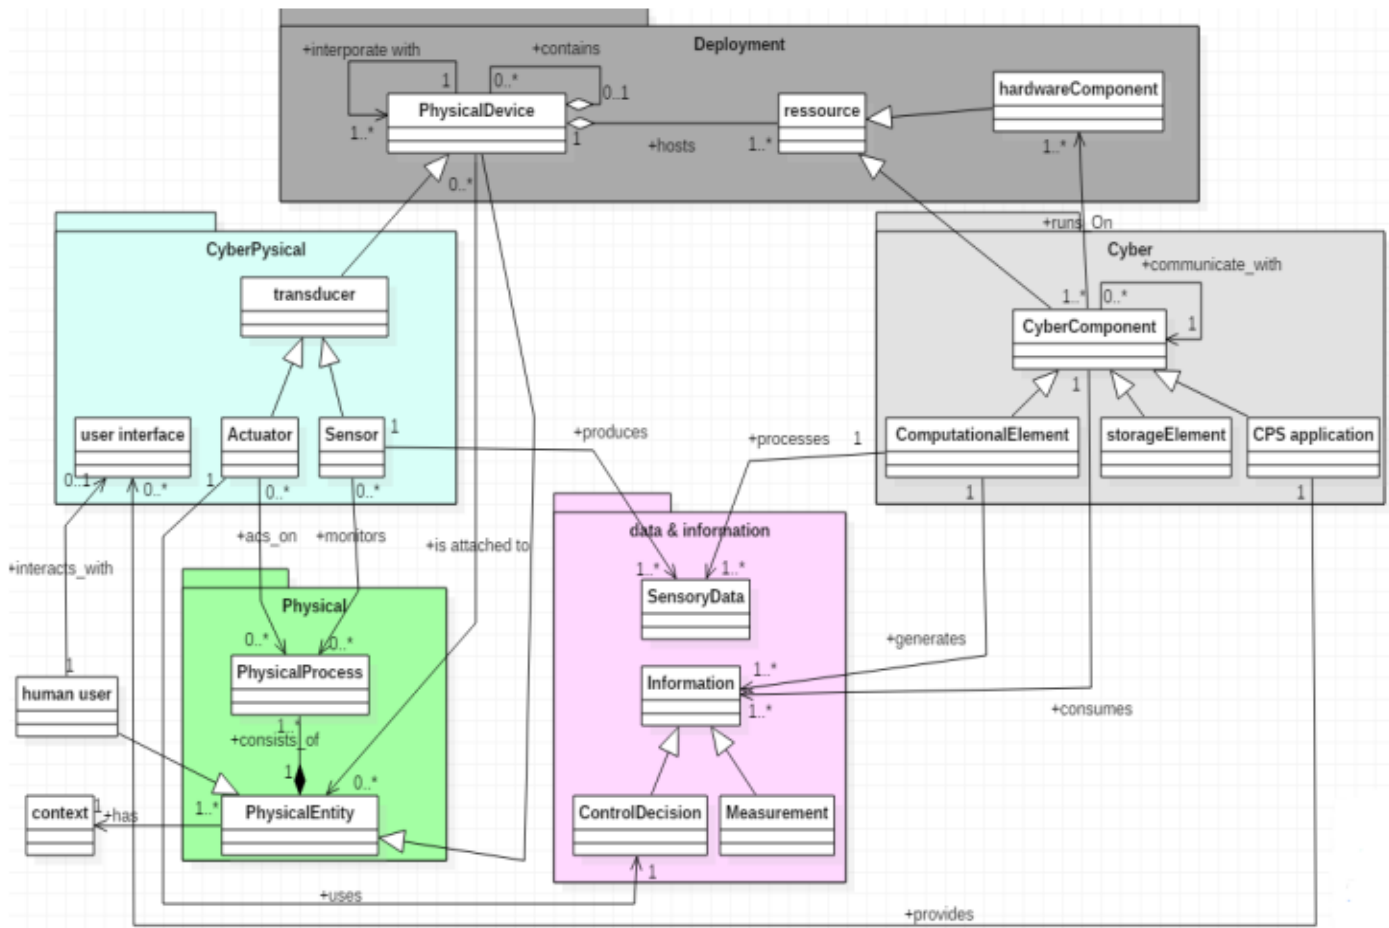 Deployment
+interporate with
+contains
1
0..*
0..1
PhysicalDevice
1..*
1
+hosts
1..*
ressource
hardwareComponent
1..*
0..*
+runs_On
CyberPysical
transducer
user interface
Actuator
Sensor
1
0..1
0..*
1
0..*
0..*
Cyber
+communicate_with
1..*
0..*
1
CyberComponent
1
ComputationalElement
storageElement
CPS application
1
1
1
+produces
+processes
+acs_on
+monitors
+is attached to
+interacts_with
data & information
1..*
1..*
SensoryData
Physical
0..*
0..*
PhysicalProcess
1..*
+consists_of
1
0..*
1
human user
+generates
1..*
Information
1..*
+consumes
context
1
+has
1..*
PhysicalEntity
ControlDecision
Measurement
1
+uses
+provides